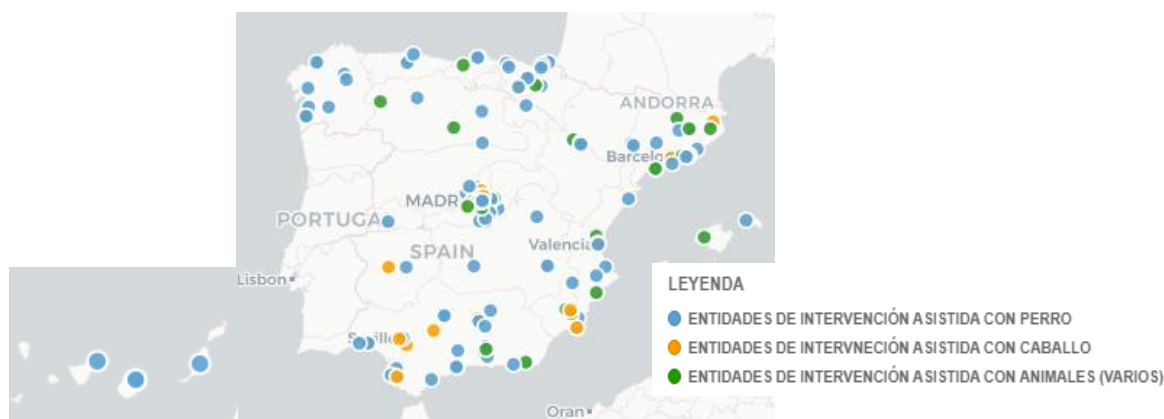 ANDORRA
Barcelo
MADR
PORTUGA
SPAIN
Valencia
Lisbon
LEYENDA
ENTIDADES DE INTERVENCIÓN ASISTIDA CON PERRO
ENTIDADES DE INTERVNECIÓN ASISTIDA CON CABALLO
ENTIDADES DE INTERVENCIÓN ASISTIDA CON ANIMALES (VARIOS)
Oran